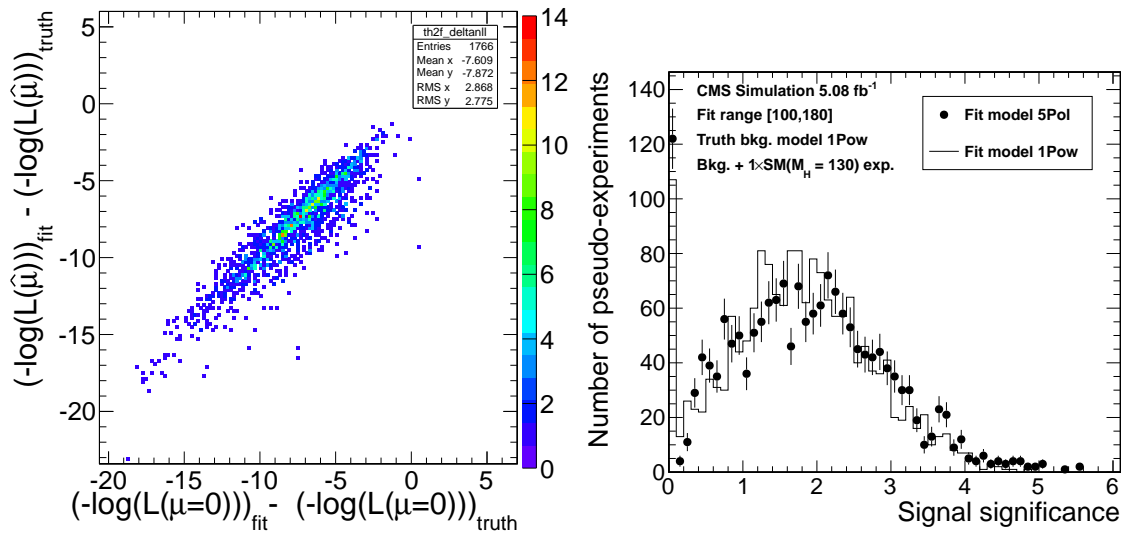 (-log(L(μ̂)))fit - (-log(L(μ̂)))truth
5
0
-5
-10
-15
-20
th2f_deltanll
Entries 1766
Mean x -7.609
Mean y -7.872
RMS x 2.868
RMS y 2.775
14
12
10
8
6
4
2
0
-20 -15 -10 -5 0 5
(-log(L(μ=0)))fit- (-log(L(μ=0)))truth
Number of pseudo-experiments
140
120
100
80
60
40
20
0
CMS Simulation 5.08 fb-1
Fit range [100,180]
Truth bkg. model 1Pow
Bkg. + 1×SM(MH = 130) exp.
Fit model 5Pol
Fit model 1Pow
0 1 2 3 4 5 6
Signal significance